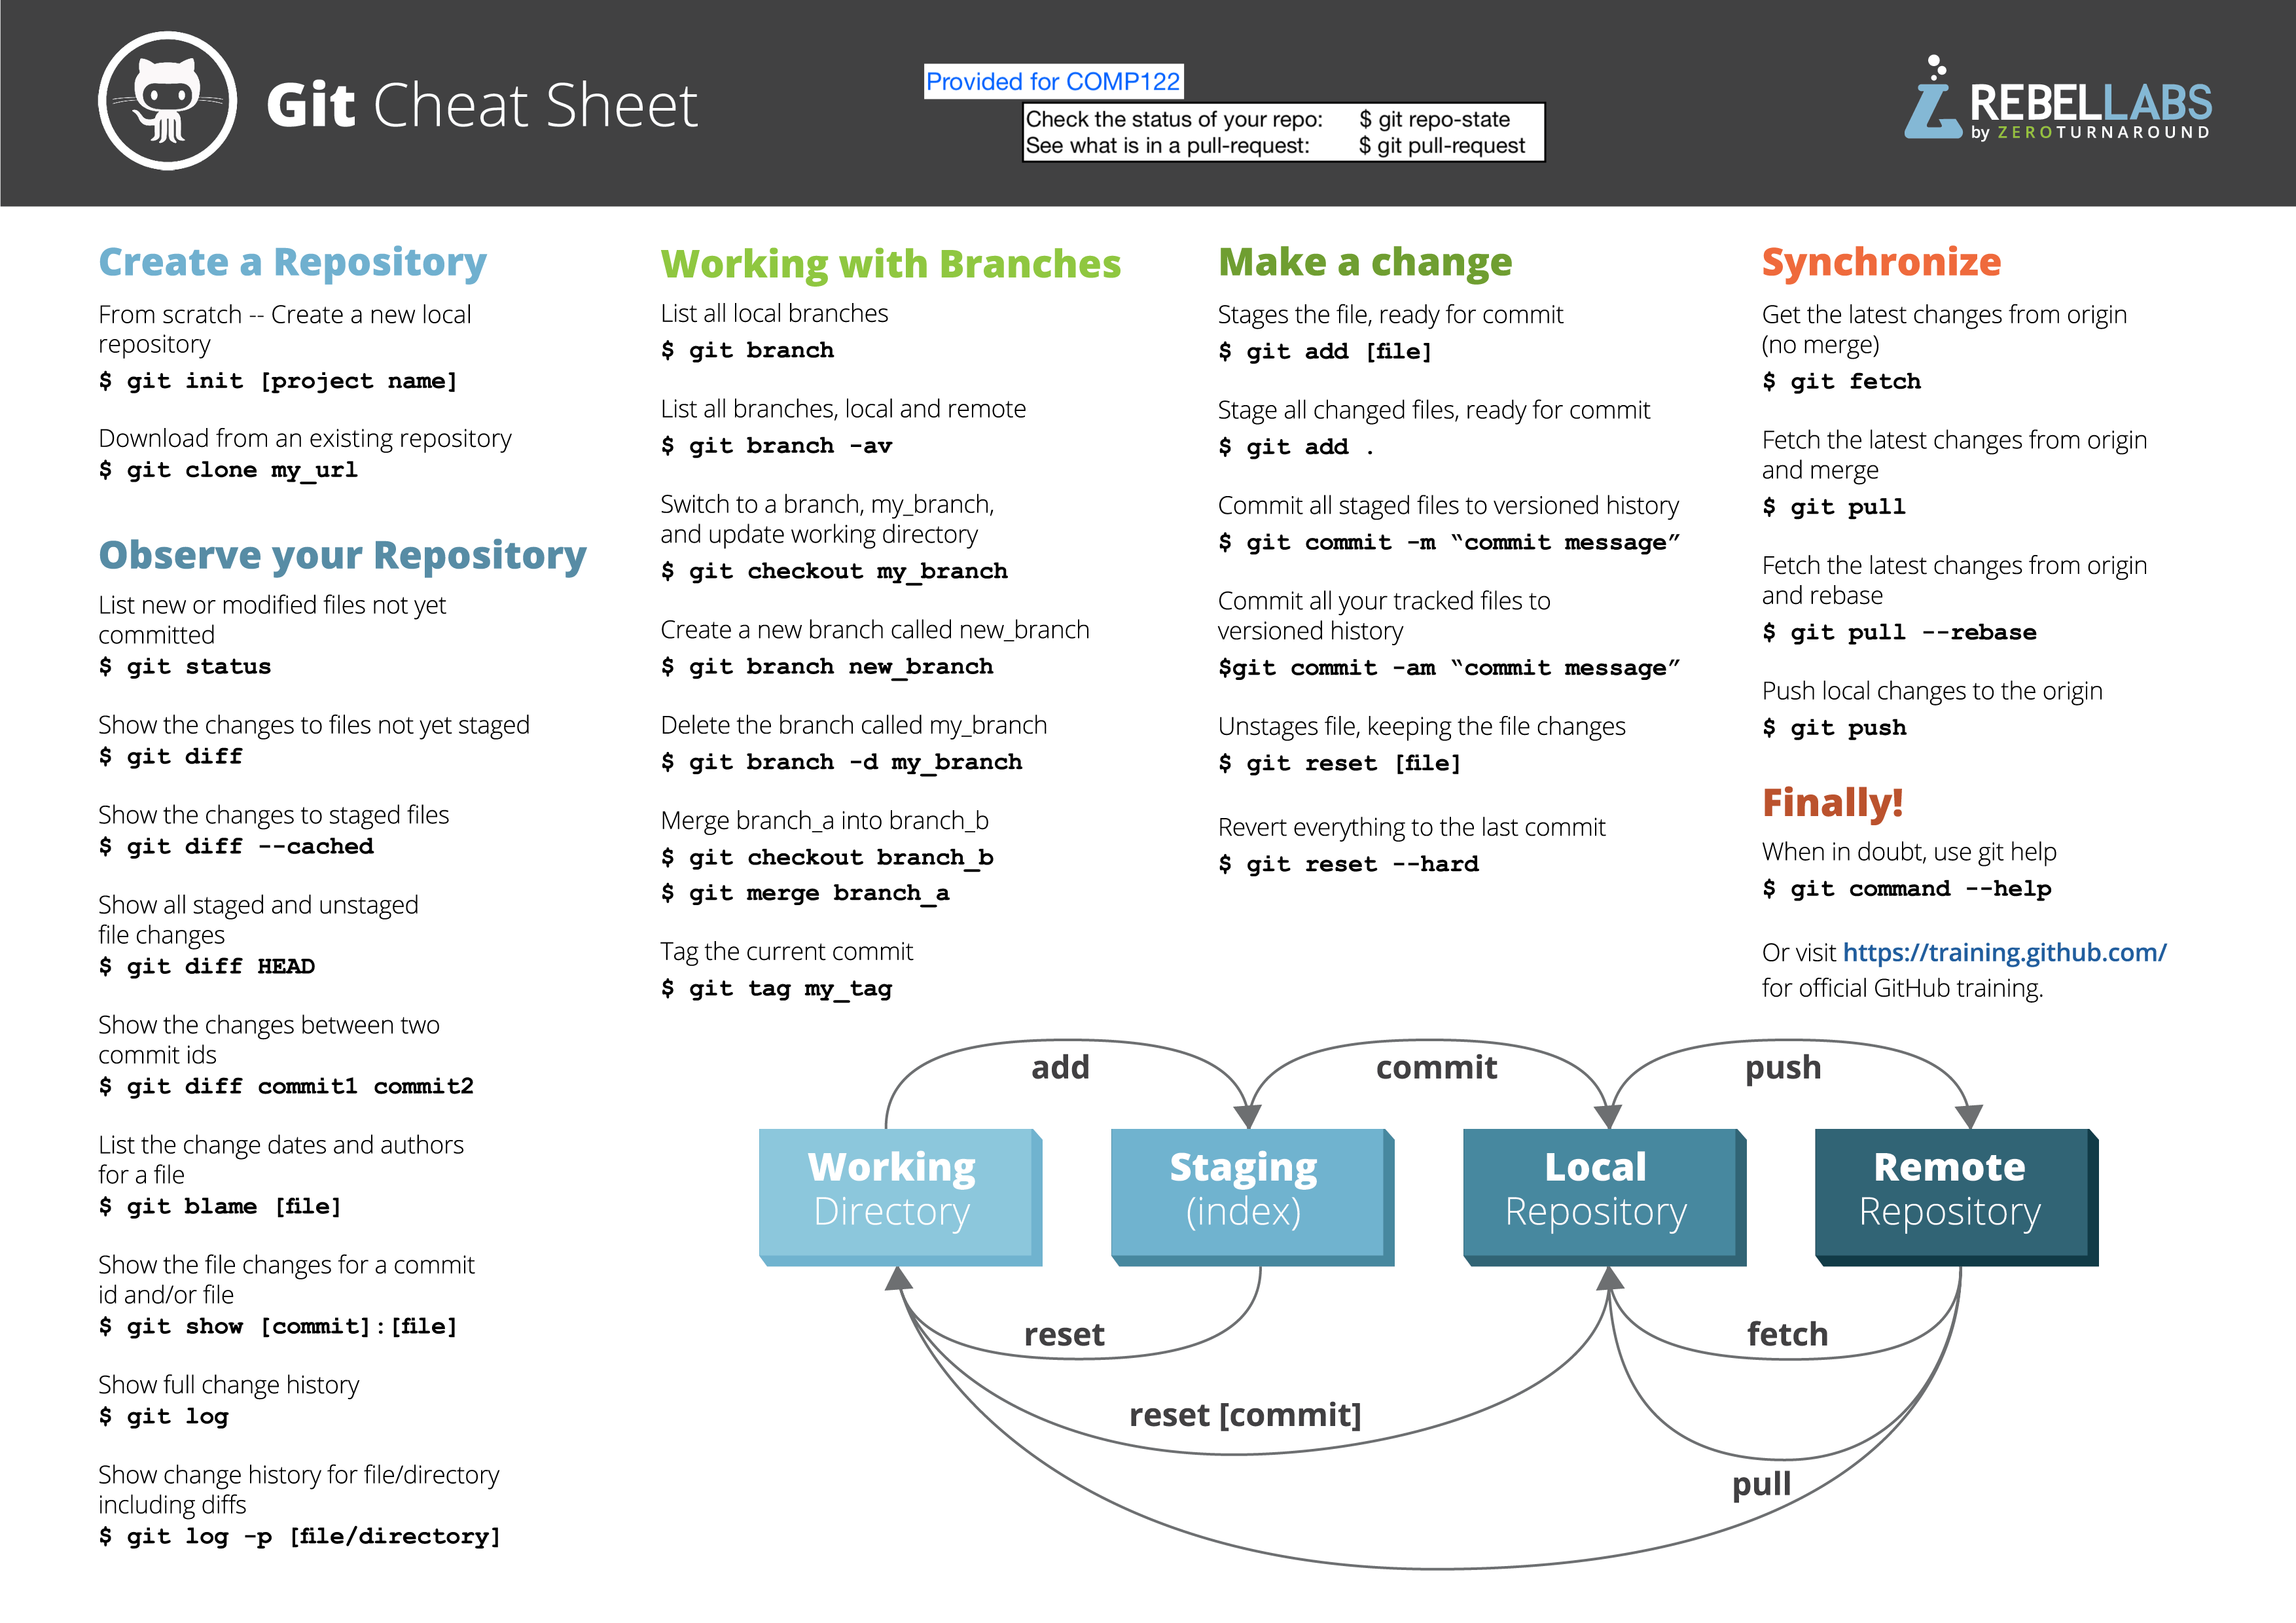 Git Cheat Sheet
Provided for COMP122
Check the status of your repo: $ git repo-state
See what is in a pull-request: $ git pull-request
REBELLABS
by ZEROTURNAROUND
Create a Repository
From scratch -- Create a new local
repository
$ git init [project name]
Download from an existing repository
$ git clone my_url
Observe your Repository
List new or modified files not yet
committed
$ git status
Show the changes to files not yet staged
$ git diff
Show the changes to staged files
$ git diff --cached
Show all staged and unstaged
file changes
$ git diff HEAD
Show the changes between two
commit ids
$ git diff commit1 commit2
List the change dates and authors
for a file
$ git blame [file]
Show the file changes for a commit
id and/or file
$ git show [commit]:[file]
Show full change history
$ git log
Show change history for file/directory
including diffs
$ git log -p [file/directory]
Working with Branches
List all local branches
$ git branch
List all branches, local and remote
$ git branch -av
Switch to a branch, my_branch,
and update working directory
$ git checkout my_branch
Create a new branch called new_branch
$ git branch new_branch
Delete the branch called my_branch
$ git branch -d my_branch
Merge branch_a into branch_b
$ git checkout branch_b
$ git merge branch_a
Tag the current commit
$ git tag my_tag
Make a change
Stages the file, ready for commit
$ git add [file]
Stage all changed files, ready for commit
$ git add .
Commit all staged files to versioned history
$ git commit -m “commit message”
Commit all your tracked files to
versioned history
$git commit -am “commit message”
Unstages file, keeping the file changes
$ git reset [file]
Revert everything to the last commit
$ git reset --hard
Synchronize
Get the latest changes from origin
(no merge)
$ git fetch
Fetch the latest changes from origin
and merge
$ git pull
Fetch the latest changes from origin
and rebase
$ git pull --rebase
Push local changes to the origin
$ git push
Finally!
When in doubt, use git help
$ git command --help
Or visit https://training.github.com/
for official GitHub training.
add
commit
push
Working
Directory
Staging
(index)
Local
Repository
Remote
Repository
reset
fetch
reset [commit]
pull